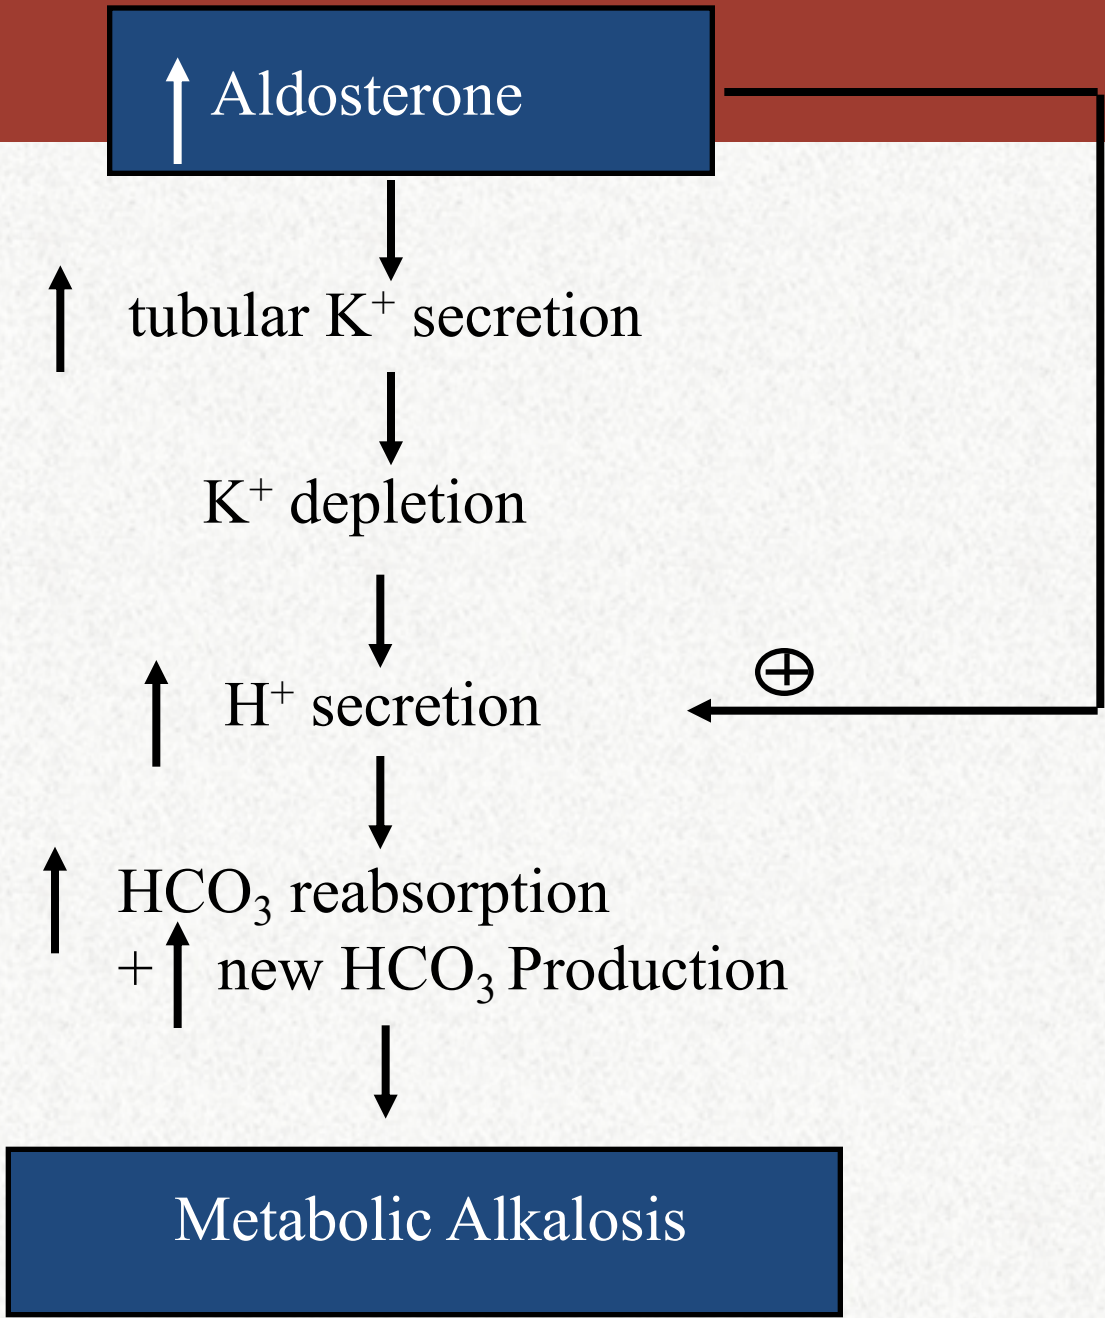 ↑ Aldosterone
↑ tubular K⁺ secretion
K⁺ depletion
↑ H⁺ secretion
⊕
↑ HCO₃ reabsorption
+ ↑ new HCO₃ Production
Metabolic Alkalosis